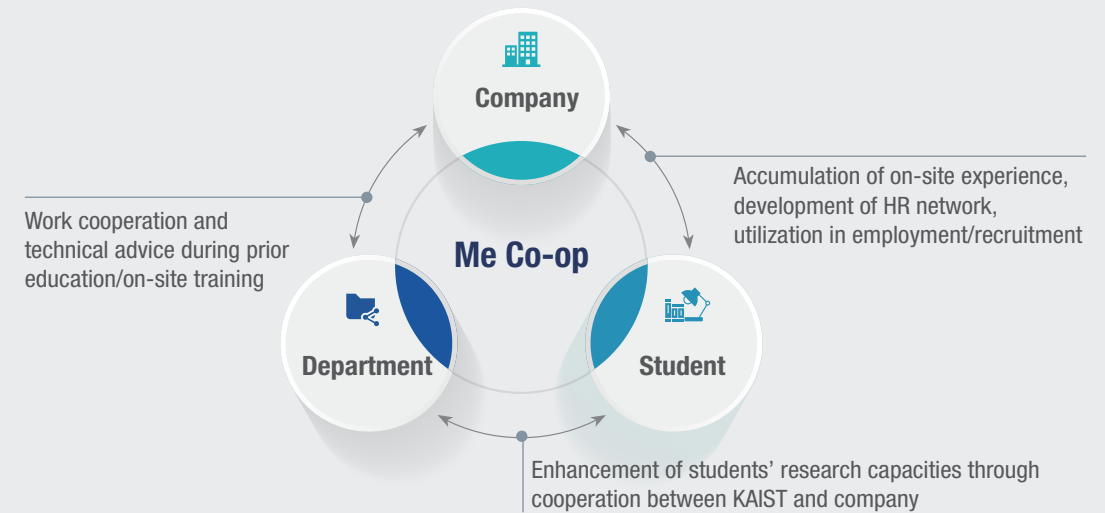 Company
Accumulation of on-site experience,
development of HR network,
utilization in employment/recruitment
Work cooperation and
technical advice during prior
education/on-site training
Me Co-op
Department
Student
Enhancement of students’ research capacities through
cooperation between KAIST and company